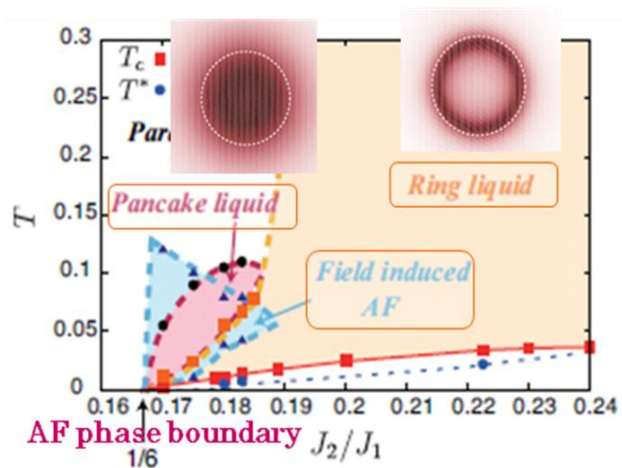 0.3
T_c
T*
0.25
Par
0.2
Ring liquid
Pancake liquid
0.15
T
0.1
Field induced
AF
0.05
0
0.16 0.17 0.18 0.19 0.2 0.21 0.22 0.23 0.24
AF phase boundary
J_2/J_1
1/6